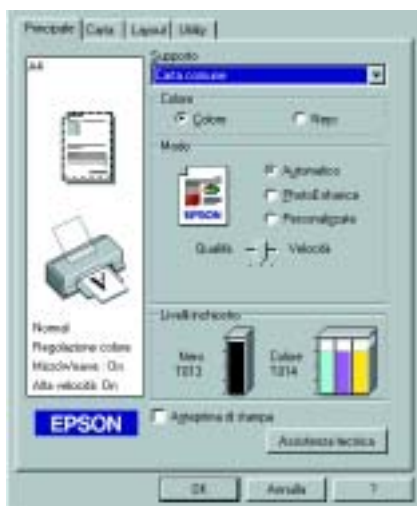 Principale Carta Layout Utility
A4
Supporto
Carta comune
Colore
Colore Nero
Modo
Automatico
PhotoEnhance
Personalizzate
EPSON
Qualità Velocità
Normal
Regolazione colore
MicroWeave : On
Alta velocità: On
Livelli inchiostro
Nero
T013
Colore
T014
EPSON
Anteprima di stampa
Assistenza tecnica
OK Annulla ?